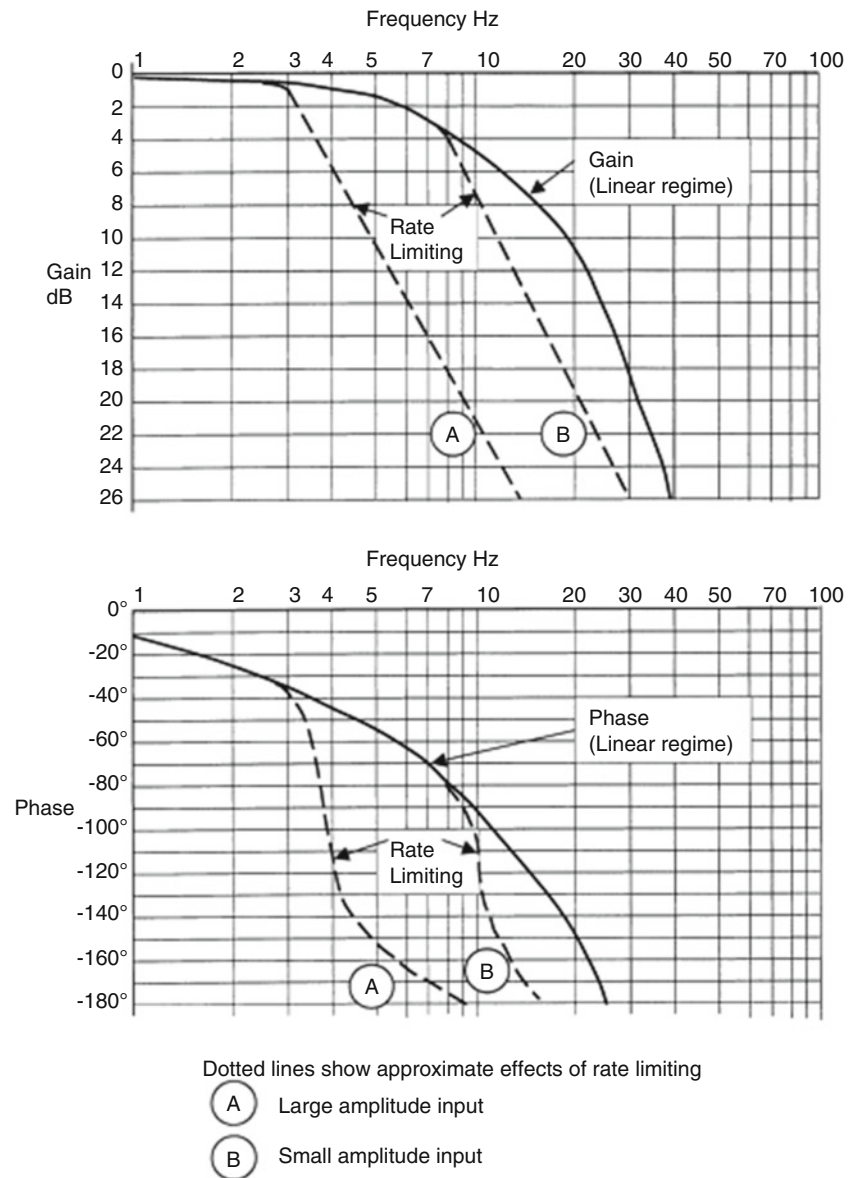 Frequency Hz
1 2 3 4 5 7 10 20 30 40 50 70 100
0
2
4
6
8
10
Gain
dB
12
14
16
18
20
22
24
26
Gain
(Linear regime)
Rate
Limiting
A
B
Frequency Hz
1 2 3 4 5 7 10 20 30 40 50 70 100
0°
-20°
-40°
-60°
-80°
Phase
-100°
-120°
-140°
-160°
-180°
Phase
(Linear regime)
Rate
Limiting
A
B
Dotted lines show approximate effects of rate limiting
A Large amplitude input
B Small amplitude input